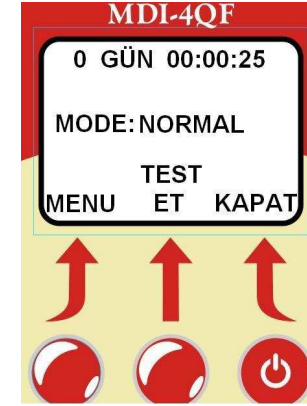 MDI-4QF
0 GÜN 00:00:25
MODE: NORMAL
TEST
MENU ET KAPAT